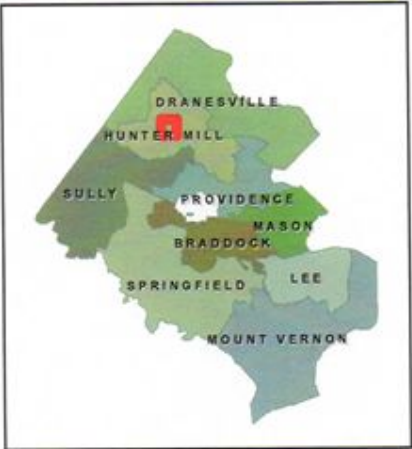 DRANESVILLE
HUNTER MILL
SULLY
PROVIDENCE
MASON
BRADDOCK
LEE
SPRINGFIELD
MOUNT VERNON